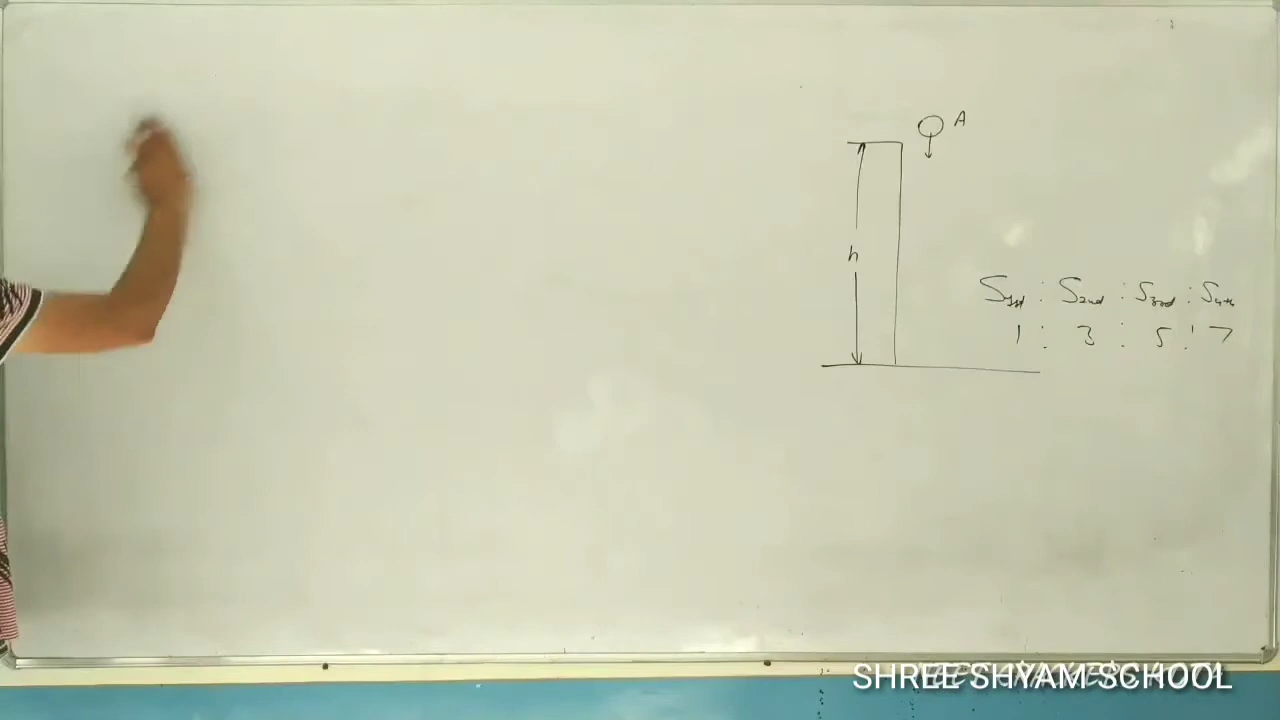 A
h
S1st : S2nd : S3rd : S4th
1 : 3 : 5 : 7
SHREE SHYAM SCHOOL